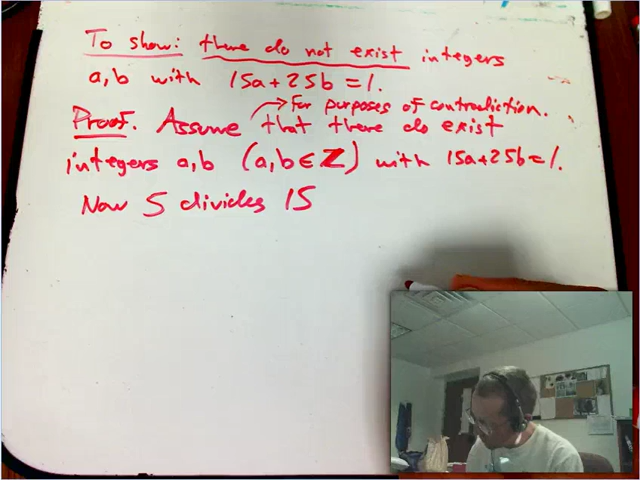 To show: there do not exist integers
a, b with 15a+25b=1.
For purposes of contradiction.
Proof. Assume that there do exist
integers a, b (a, b ∈ Z) with 15a+25b=1.
Now 5 divides 15